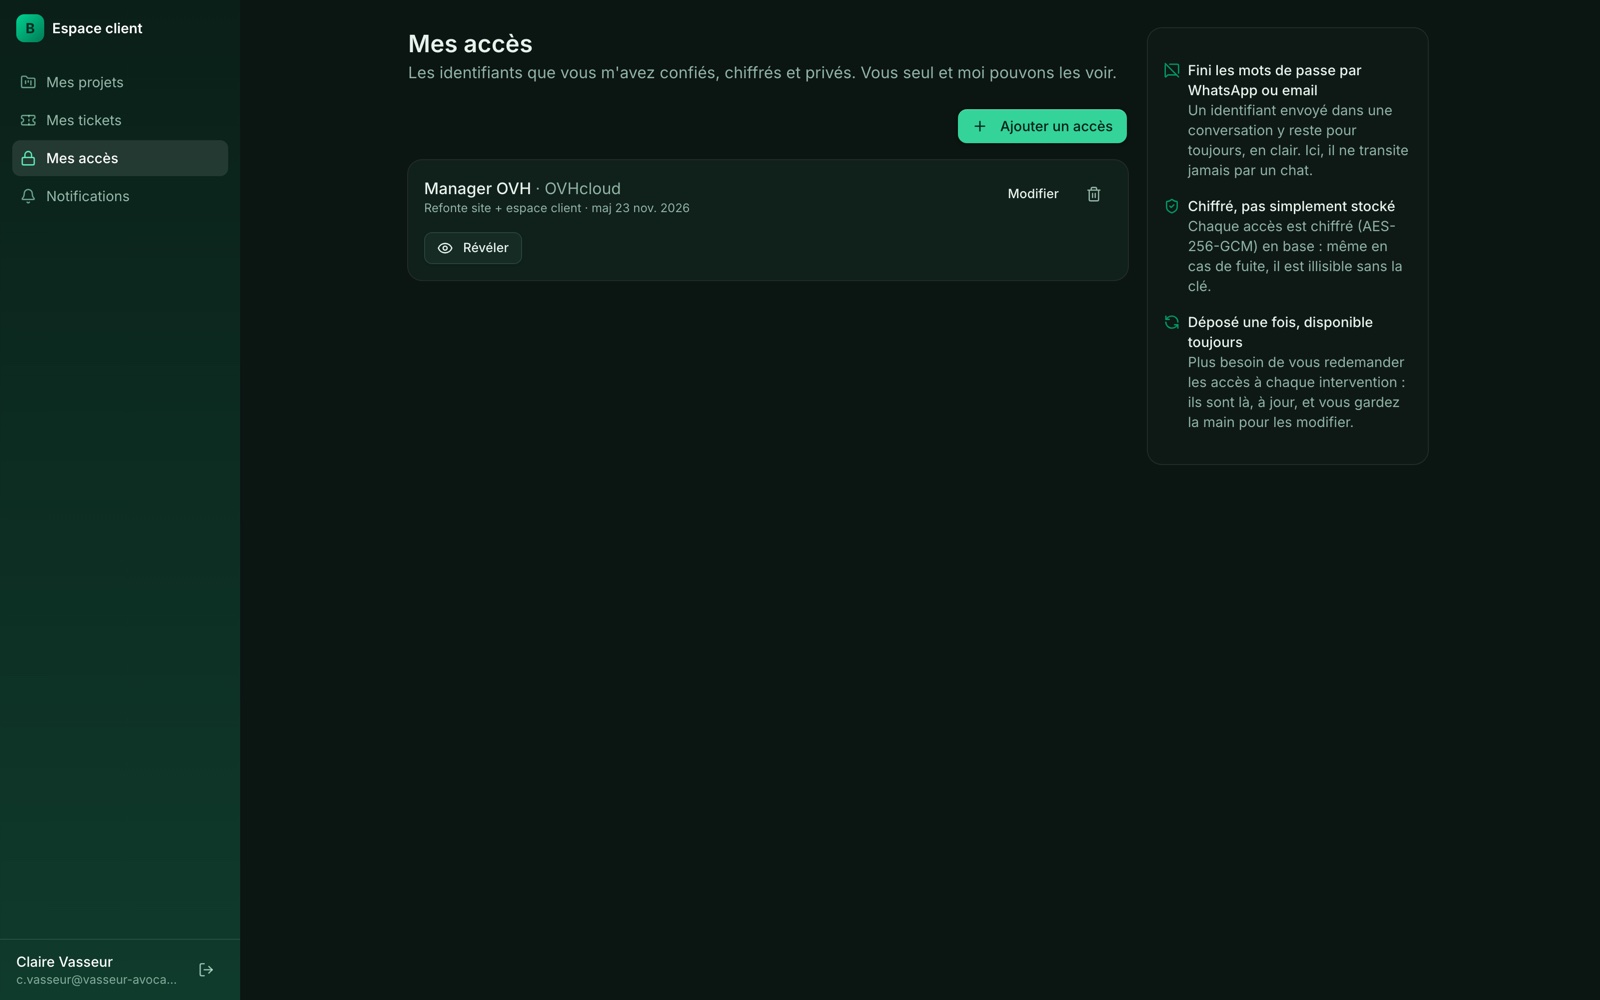 B Espace client
Mes projets
Mes tickets
Mes accès
Notifications
Claire Vasseur
c.vasseur@vasseur-avoca...
Mes accès
Les identifiants que vous m'avez confiés, chiffrés et privés. Vous seul et moi pouvons les voir.
Ajouter un accès
Manager OVH · OVHcloud
Refonte site + espace client · maj 23 nov. 2026
Modifier
Révéler
Fini les mots de passe par
WhatsApp ou email
Un identifiant envoyé dans une
conversation y reste pour
toujours, en clair. Ici, il ne transite
jamais par un chat.
Chiffré, pas simplement stocké
Chaque accès est chiffré (AES-
256-GCM) en base : même en
cas de fuite, il est illisible sans la
clé.
Déposé une fois, disponible
toujours
Plus besoin de vous redemander
les accès à chaque intervention :
ils sont là, à jour, et vous gardez
la main pour les modifier.